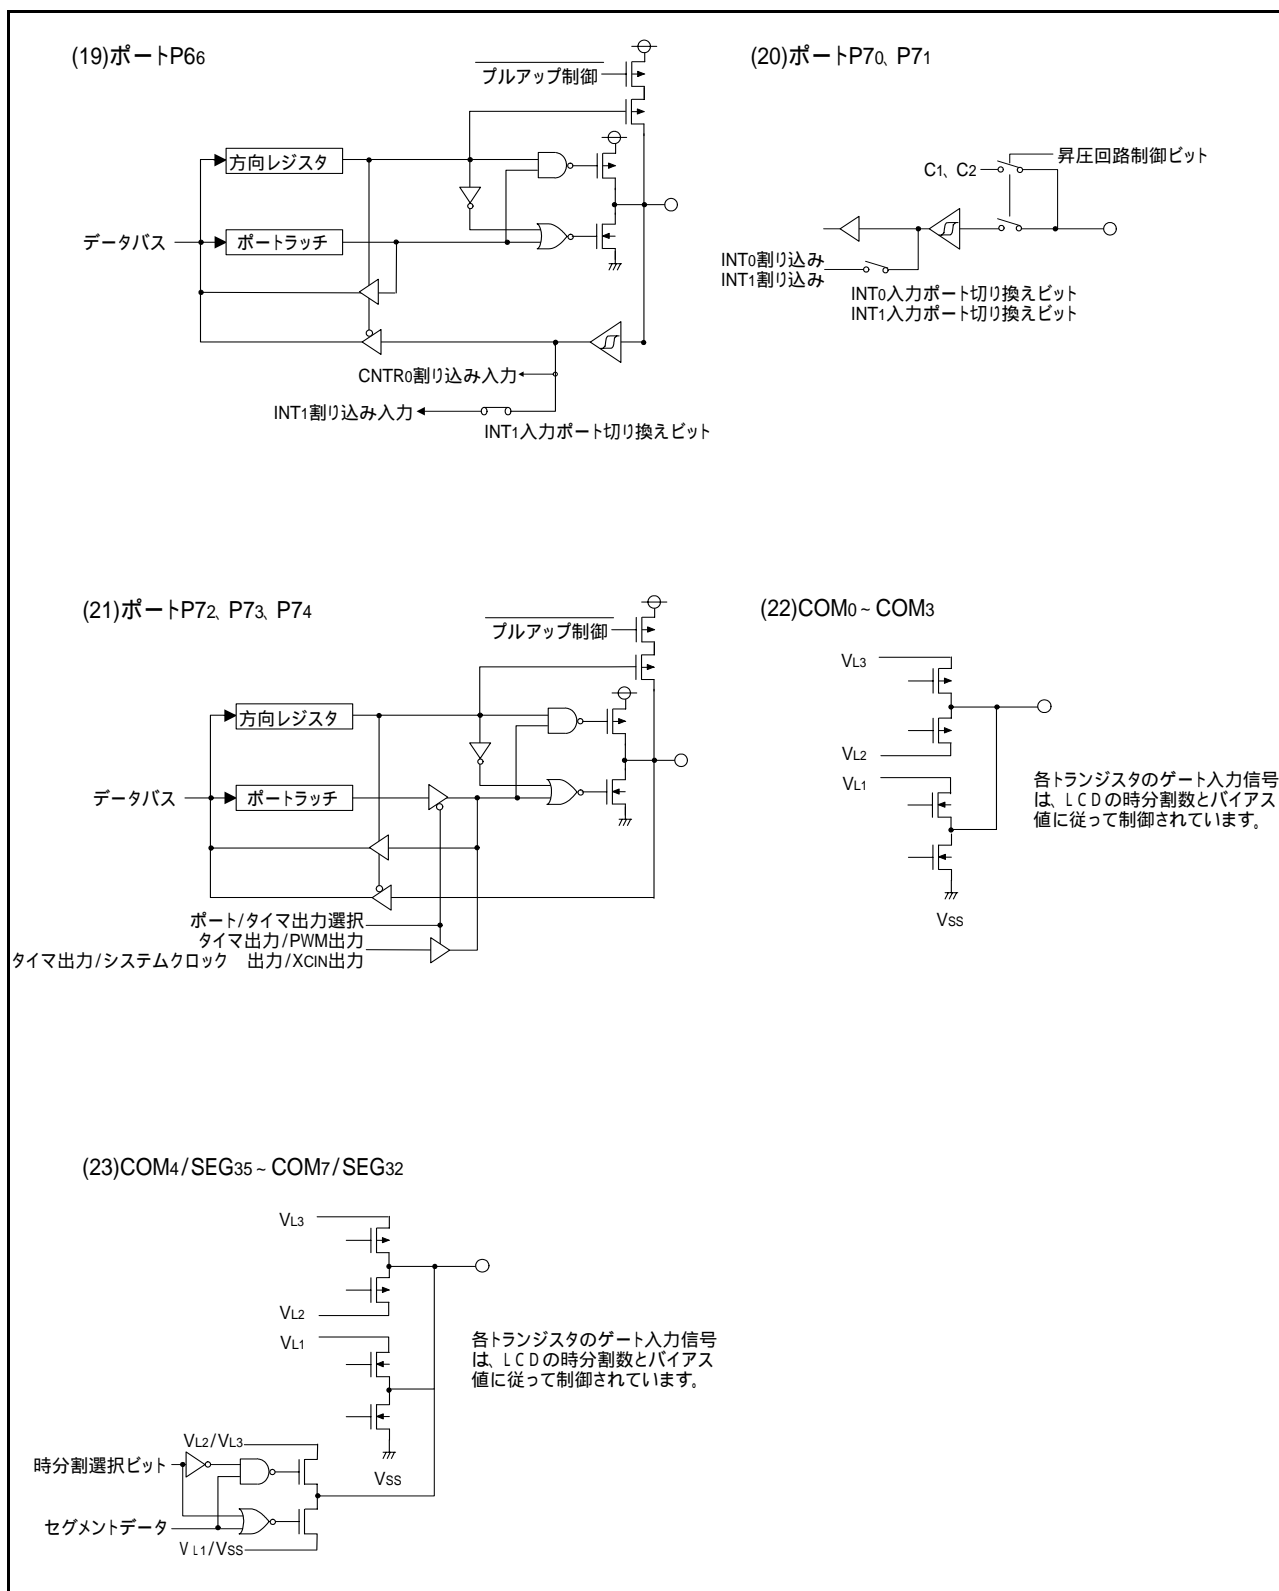 (19)ポートP66
プルアップ制御
方向レジスタ
データバス
ポートラッチ
CNTR0割り込み入力
INT1割り込み入力
INT1入力ポート切り換えビット
(20)ポートP70、P71
昇圧回路制御ビット
C1、C2
INT0割り込み
INT1割り込み
INT0入力ポート切り換えビット
INT1入力ポート切り換えビット
(21)ポートP72、P73、P74
プルアップ制御
方向レジスタ
データバス
ポートラッチ
ポート/タイマ出力選択
タイマ出力/PWM出力
タイマ出力/システムクロック 出力/XCIN出力
(22)COM0~COM3
VL3
VL2
VL1
VSS
各トランジスタのゲート入力信号
は、LCDの時分割数とバイアス
値に従って制御されています。
(23)COM4/SEG35~COM7/SEG32
VL3
VL2
VL1
VSS
各トランジスタのゲート入力信号
は、LCDの時分割数とバイアス
値に従って制御されています。
VL2/VL3
時分割選択ビット
セグメントデータ
VL1/VSS